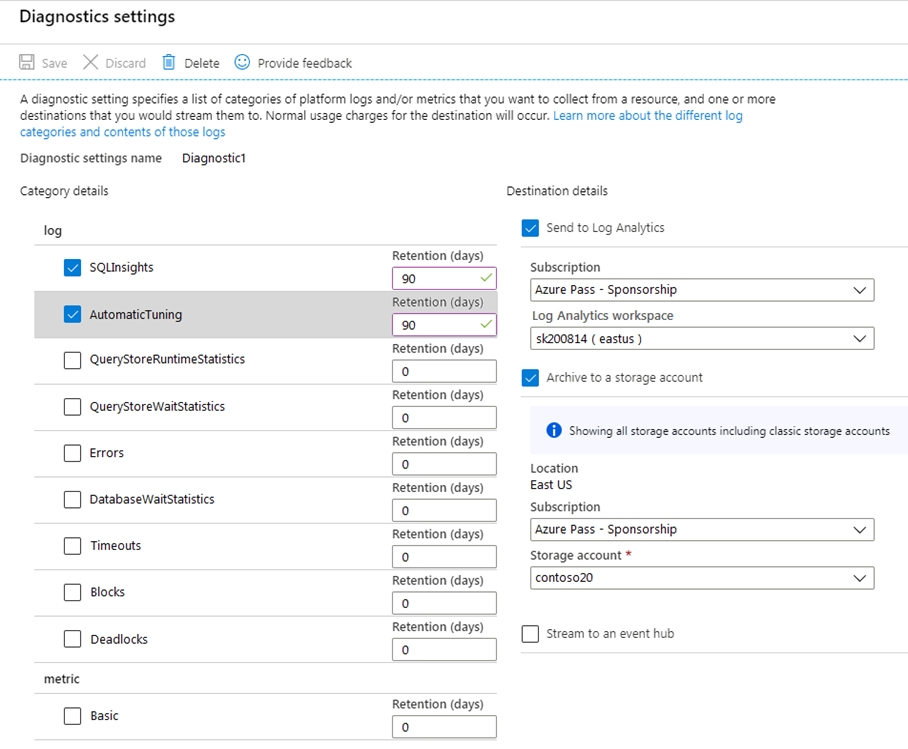 Diagnostics settings
Save Discard Delete Provide feedback
A diagnostic setting specifies a list of categories of platform logs and/or metrics that you want to collect from a resource, and one or more
destinations that you would stream them to. Normal usage charges for the destination will occur. Learn more about the different log
categories and contents of those logs
Diagnostic settings name Diagnostic1
Category details
log
SQLInsights
Retention (days)
90
AutomaticTuning
Retention (days)
90
QueryStoreRuntimeStatistics
Retention (days)
0
QueryStoreWaitStatistics
Retention (days)
0
Errors
Retention (days)
0
DatabaseWaitStatistics
Retention (days)
0
Timeouts
Retention (days)
0
Blocks
Retention (days)
0
Deadlocks
Retention (days)
0
metric
Basic
Retention (days)
0
Destination details
Send to Log Analytics
Subscription
Azure Pass - Sponsorship
Log Analytics workspace
sk200814 ( eastus )
Archive to a storage account
Showing all storage accounts including classic storage accounts
Location
East US
Subscription
Azure Pass - Sponsorship
Storage account *
contoso20
Stream to an event hub